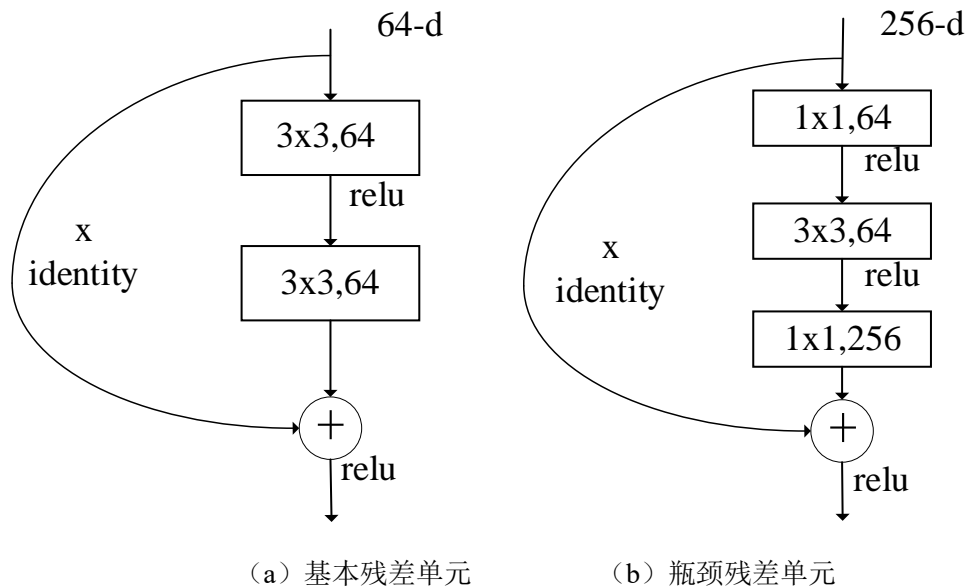 64-d
3x3,64
relu
x
identity
3x3,64
+
relu
(a)基本残差单元
256-d
1x1,64
relu
3x3,64
x
identity
relu
1x1,256
+
relu
(b)瓶颈残差单元